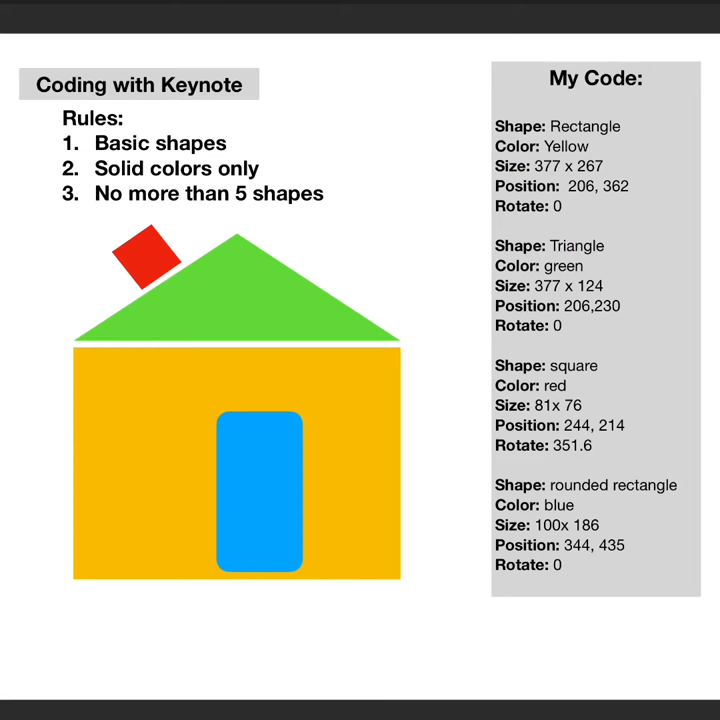 Coding with Keynote
Rules:
1. Basic shapes
2. Solid colors only
3. No more than 5 shapes
My Code:
Shape: Rectangle
Color: Yellow
Size: 377 x 267
Position: 206, 362
Rotate: 0
Shape: Triangle
Color: green
Size: 377 x 124
Position: 206,230
Rotate: 0
Shape: square
Color: red
Size: 81x 76
Position: 244, 214
Rotate: 351.6
Shape: rounded rectangle
Color: blue
Size: 100x 186
Position: 344, 435
Rotate: 0